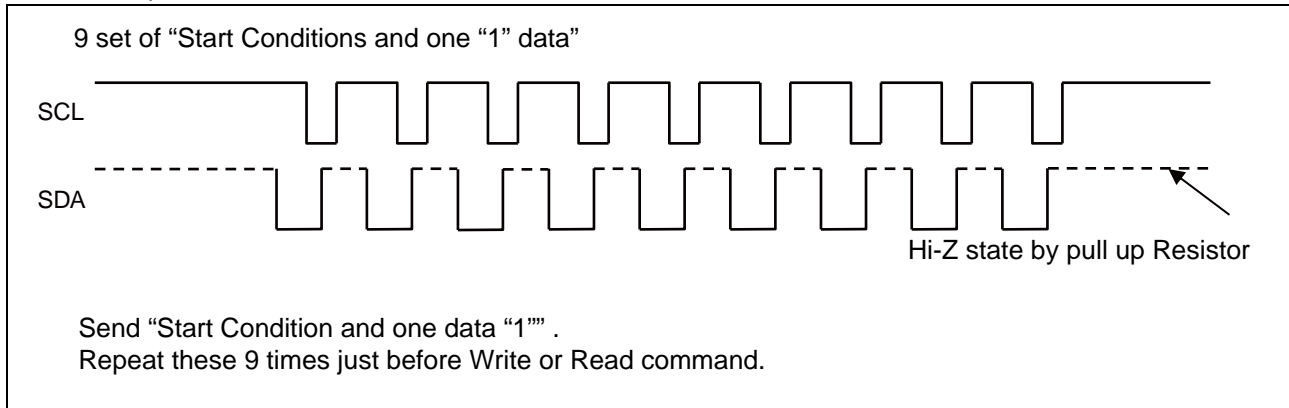 9 set of “Start Conditions and one “1” data”
SCL
SDA
Hi-Z state by pull up Resistor
Send “Start Condition and one data “1”” .
Repeat these 9 times just before Write or Read command.